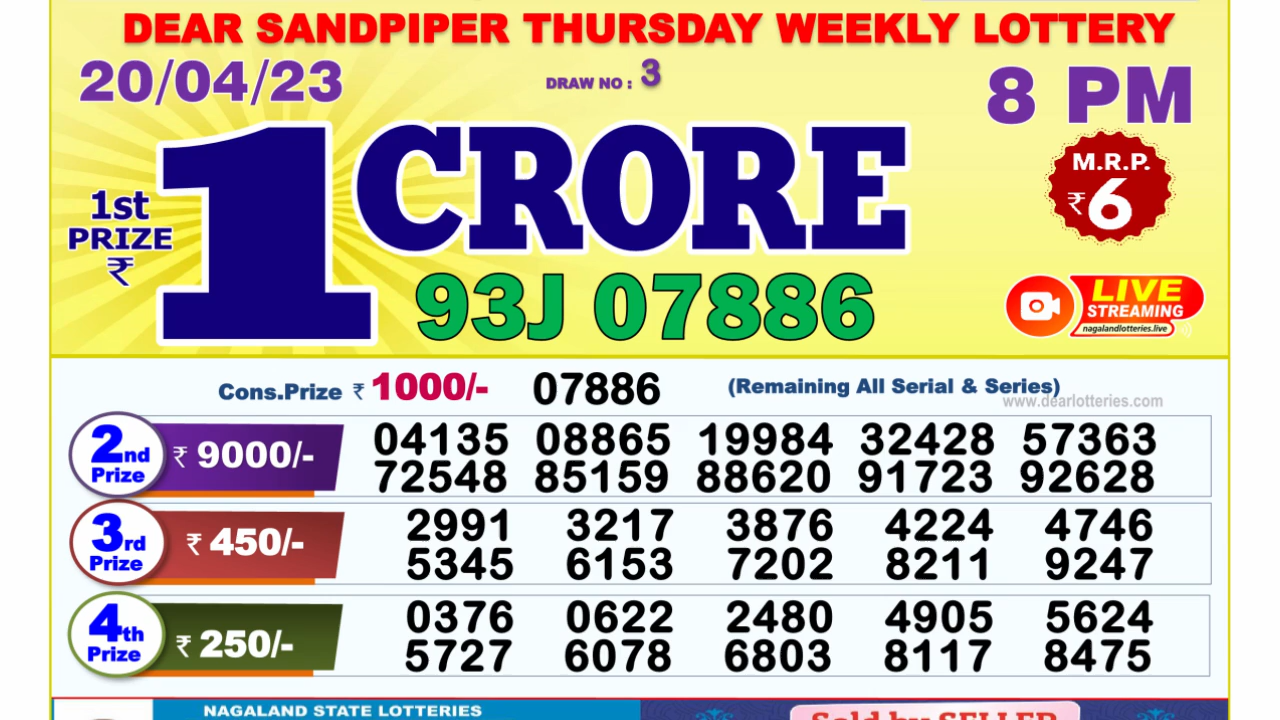 DEAR SANDPIPER THURSDAY WEEKLY LOTTERY
20/04/23
DRAW NO : 3
8 PM
1st
PRIZE
₹
1 CRORE
M.R.P.
₹6
93J 07886
LIVE
STREAMING
nagalandlotteries.live
Cons.Prize ₹ 1000/- 07886 (Remaining All Serial & Series)
www.dearlotteries.com
2nd Prize ₹ 9000/-
04135 08865 19984 32428 57363
72548 85159 88620 91723 92628
3rd Prize ₹ 450/-
2991 3217 3876 4224 4746
5345 6153 7202 8211 9247
4th Prize ₹ 250/-
0376 0622 2480 4905 5624
5727 6078 6803 8117 8475
NAGALAND STATE LOTTERIES
Sold by SELLER